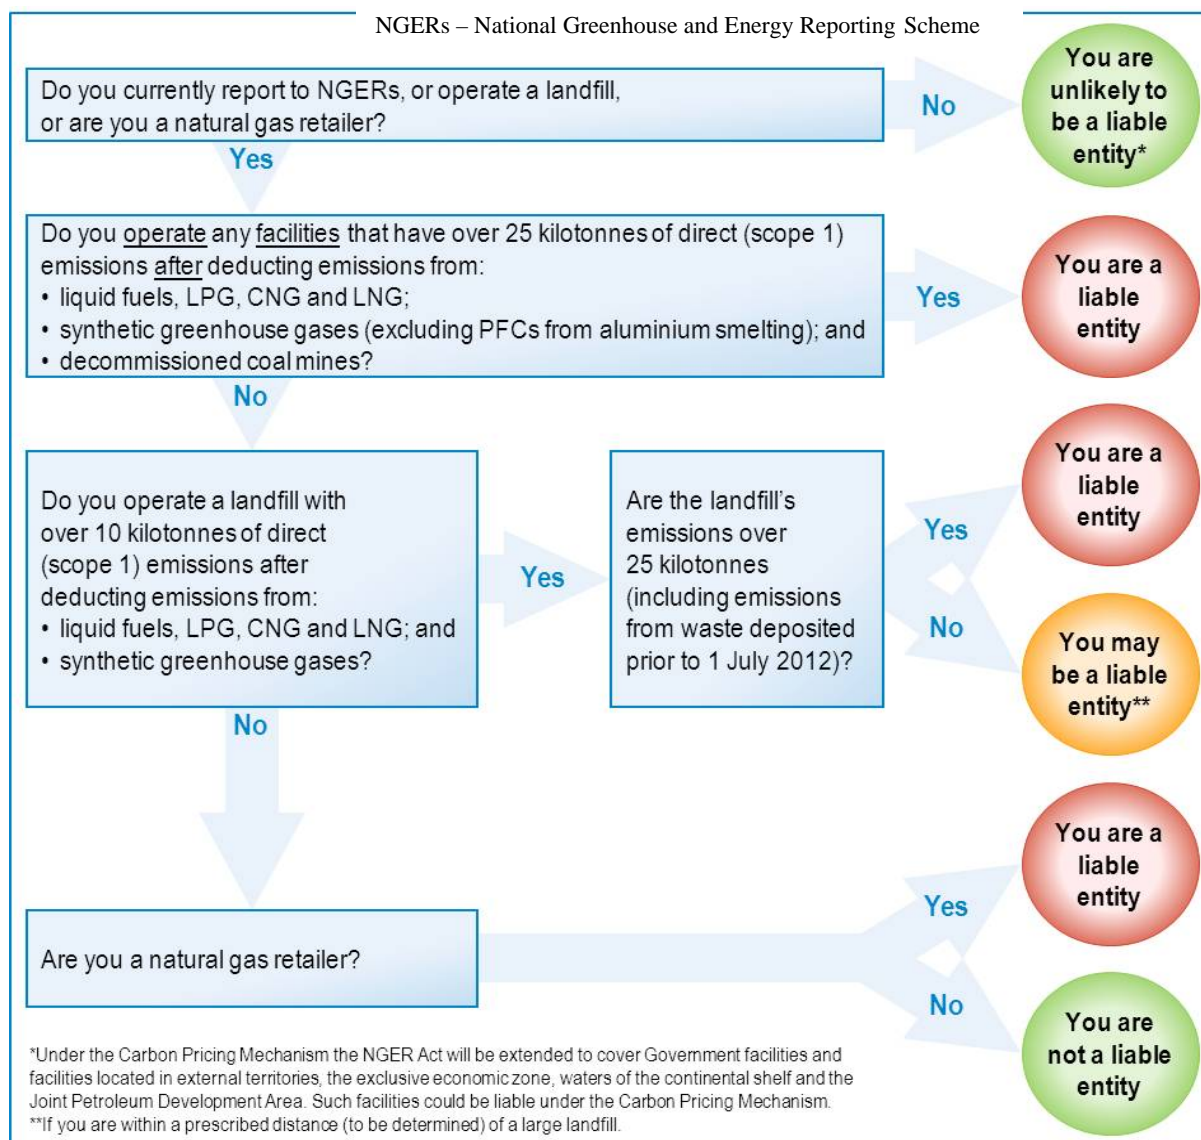 NGERs – National Greenhouse and Energy Reporting Scheme
Do you currently report to NGERs, or operate a landfill,
or are you a natural gas retailer?
No
You are
unlikely to
be a liable
entity*
Yes
Do you operate any facilities that have over 25 kilotonnes of direct (scope 1)
emissions after deducting emissions from:
• liquid fuels, LPG, CNG and LNG;
• synthetic greenhouse gases (excluding PFCs from aluminium smelting); and
• decommissioned coal mines?
Yes
You are a
liable
entity
No
Do you operate a landfill with
over 10 kilotonnes of direct
(scope 1) emissions after
deducting emissions from:
• liquid fuels, LPG, CNG and LNG; and
• synthetic greenhouse gases?
Yes
Are the landfill's
emissions over
25 kilotonnes
(including emissions
from waste deposited
prior to 1 July 2012)?
Yes
You are a
liable
entity
No
You may
be a liable
entity**
No
Are you a natural gas retailer?
Yes
You are a
liable
entity
No
You are
not a liable
entity
*Under the Carbon Pricing Mechanism the NGER Act will be extended to cover Government facilities and
facilities located in external territories, the exclusive economic zone, waters of the continental shelf and the
Joint Petroleum Development Area. Such facilities could be liable under the Carbon Pricing Mechanism.
**If you are within a prescribed distance (to be determined) of a large landfill.